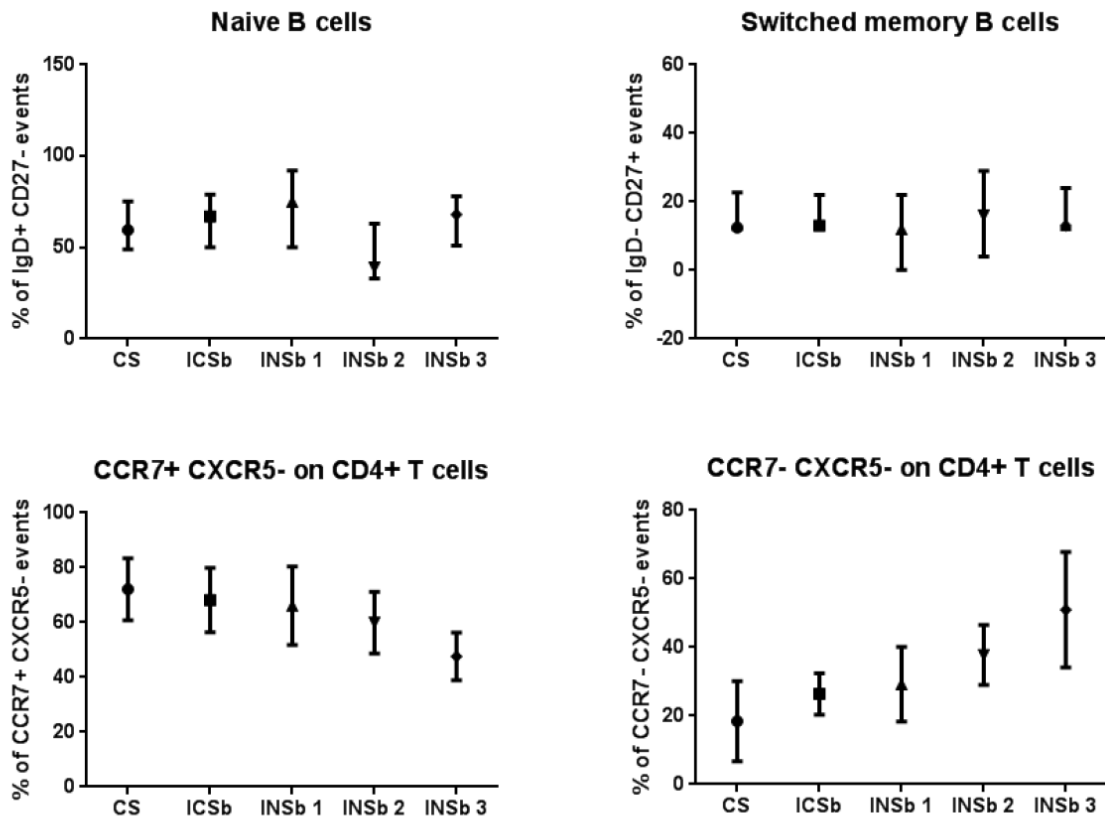 Naive B cells
% of IgD+ CD27- events
150
100
50
0
CS ICSb INSb 1 INSb 2 INSb 3
Switched memory B cells
% of IgD- CD27+ events
60
40
20
0
-20
CS ICSb INSb 1 INSb 2 INSb 3
CCR7+ CXCR5- on CD4+ T cells
% of CCR7+ CXCR5- events
100
80
60
40
20
0
CS ICSb INSb 1 INSb 2 INSb 3
CCR7- CXCR5- on CD4+ T cells
% of CCR7- CXCR5- events
80
60
40
20
0
CS ICSb INSb 1 INSb 2 INSb 3